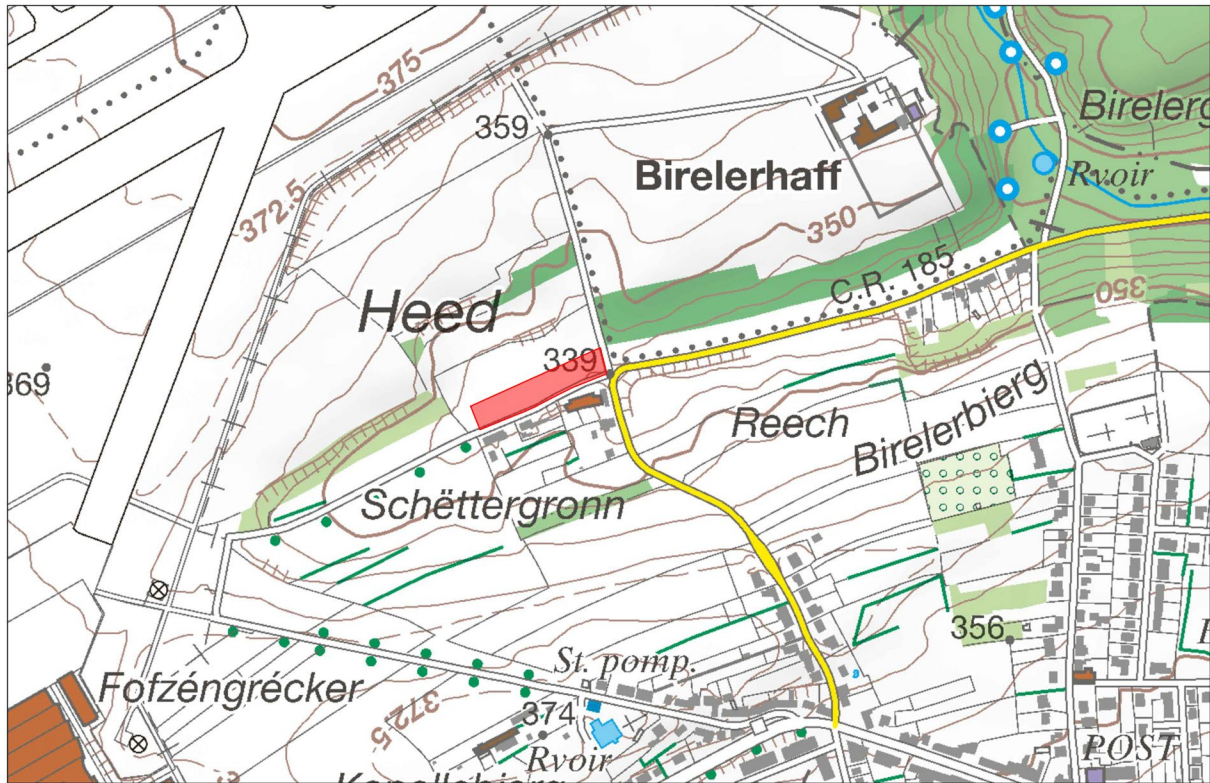 375
Birelerg
359
Birelerhaff
Rvoir
372.5
350
C.R. 185
350
Heed
339
369
Reech
Birelerbierg
Schëttergronn
356
St. pomp.
Fofzéngrécker
372.5
374
Rvoir
POST